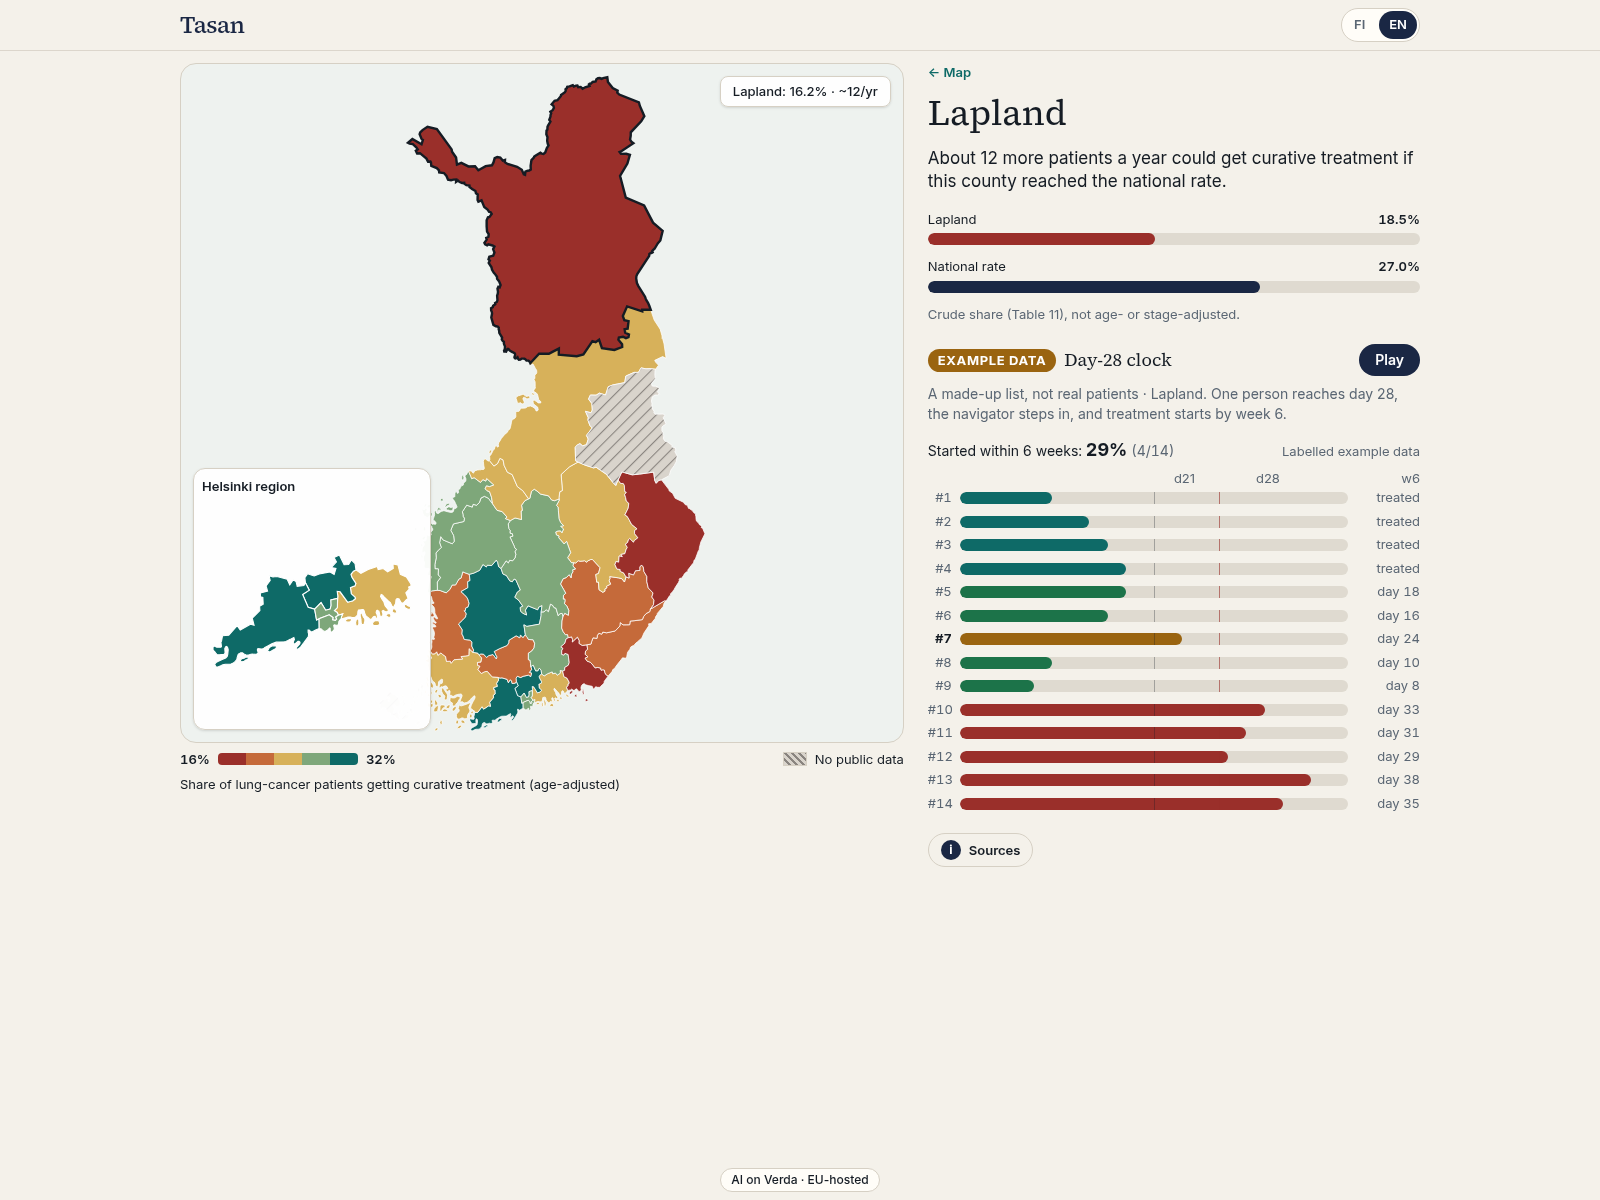 Tasan
FI EN
Lapland: 16.2% · ~12/yr
Helsinki region
16% 32%
No public data
Share of lung-cancer patients getting curative treatment (age-adjusted)
← Map
Lapland
About 12 more patients a year could get curative treatment if
this county reached the national rate.
Lapland 18.5%
National rate 27.0%
Crude share (Table 11), not age- or stage-adjusted.
EXAMPLE DATA Day-28 clock Play
A made-up list, not real patients · Lapland. One person reaches day 28,
the navigator steps in, and treatment starts by week 6.
Started within 6 weeks: 29% (4/14) Labelled example data
d21 d28 w6
#1 treated
#2 treated
#3 treated
#4 treated
#5 day 18
#6 day 16
#7 day 24
#8 day 10
#9 day 8
#10 day 33
#11 day 31
#12 day 29
#13 day 38
#14 day 35
i Sources
AI on Verda · EU-hosted